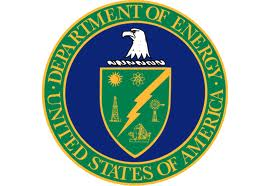 DEPARTMENT OF ENERGY
UNITED STATES OF AMERICA